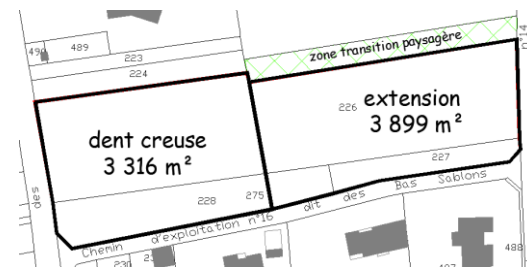 490
489
223
224
zone transition paysagère
n°14
226
extension
3 899 m²
dent creuse
3 316 m²
227
des
228
275
Chemin d'exploitation n°16 dit des Bas Sablons
488